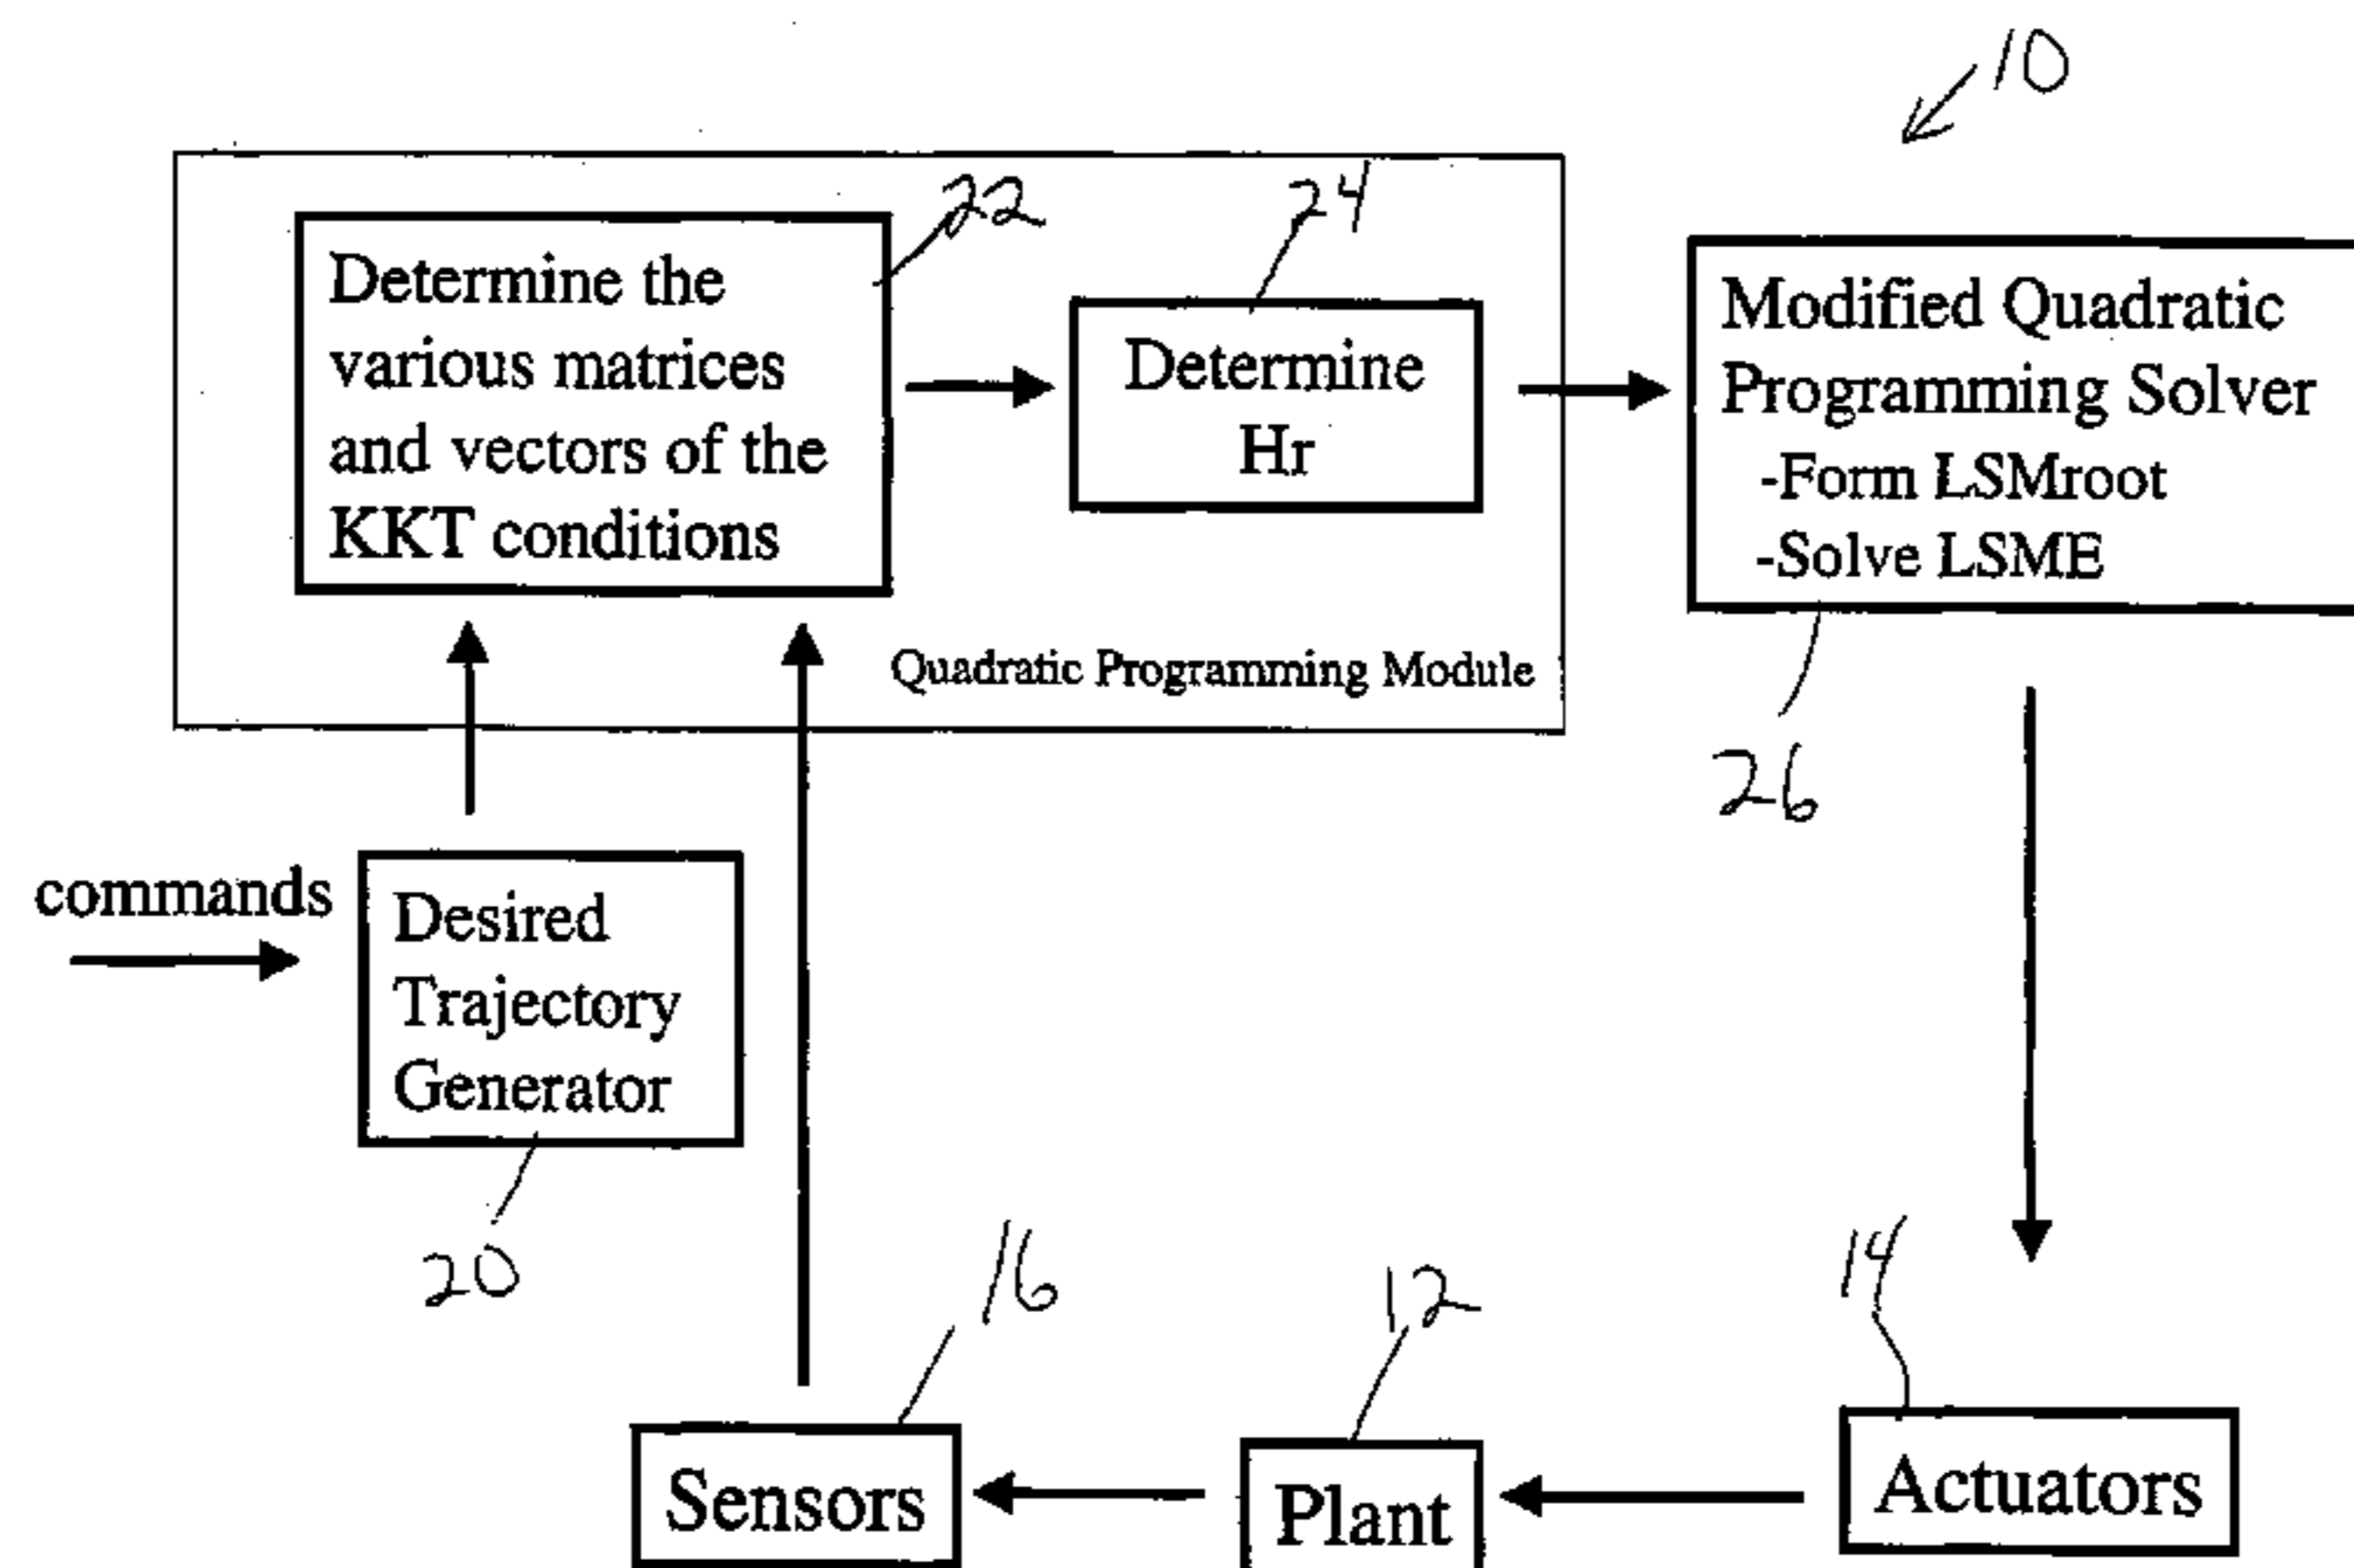 10
22
24
Determine the
various matrices
and vectors of the
KKT conditions
Determine
Hr
Modified Quadratic
Programming Solver
-Form LSMroot
-Solve LSME
Quadratic Programming Module
26
commands
Desired
Trajectory
Generator
20
16
12
14
Sensors
Plant
Actuators